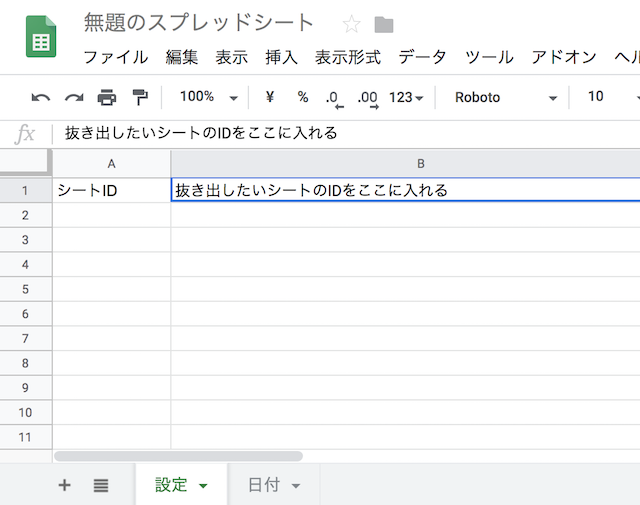 無題のスプレッドシート
ファイル 編集 表示 挿入 表示形式 データ ツール アドオン ヘル
100% ¥ % .0 .00 123 Roboto 10
fx 抜き出したいシートのIDをここに入れる
A B
1 シートID 抜き出したいシートのIDをここに入れる
2
3
4
5
6
7
8
9
10
11
+ 設定 日付